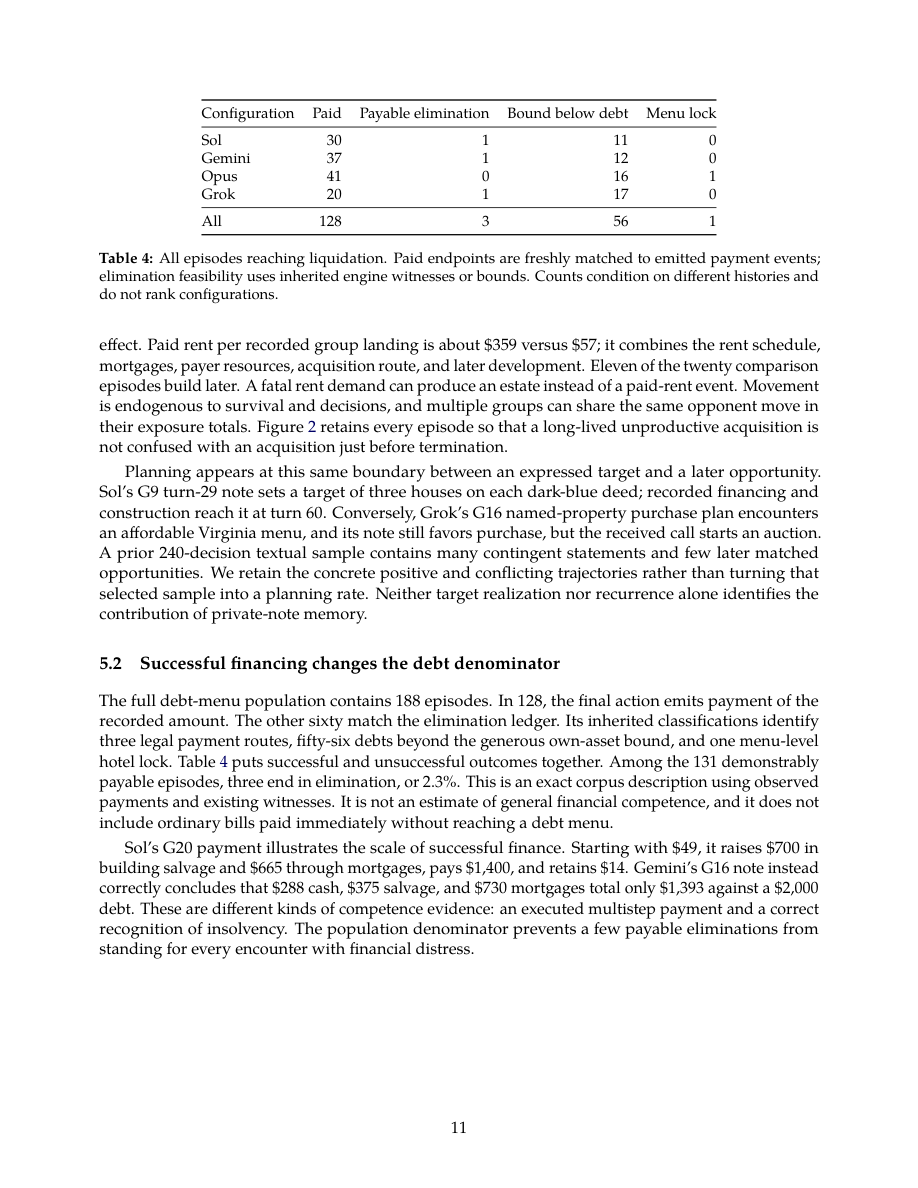 Configuration Paid Payable elimination Bound below debt Menu lock
Sol 30 1 11 0
Gemini 37 1 12 0
Opus 41 0 16 1
Grok 20 1 17 0
All 128 3 56 1
Table 4: All episodes reaching liquidation. Paid endpoints are freshly matched to emitted payment events;
elimination feasibility uses inherited engine witnesses or bounds. Counts condition on different histories and
do not rank configurations.
effect. Paid rent per recorded group landing is about $359 versus $57; it combines the rent schedule,
mortgages, payer resources, acquisition route, and later development. Eleven of the twenty comparison
episodes build later. A fatal rent demand can produce an estate instead of a paid-rent event. Movement
is endogenous to survival and decisions, and multiple groups can share the same opponent move in
their exposure totals. Figure 2 retains every episode so that a long-lived unproductive acquisition is
not confused with an acquisition just before termination.
Planning appears at this same boundary between an expressed target and a later opportunity.
Sol's G9 turn-29 note sets a target of three houses on each dark-blue deed; recorded financing and
construction reach it at turn 60. Conversely, Grok's G16 named-property purchase plan encounters
an affordable Virginia menu, and its note still favors purchase, but the received call starts an auction.
A prior 240-decision textual sample contains many contingent statements and few later matched
opportunities. We retain the concrete positive and conflicting trajectories rather than turning that
selected sample into a planning rate. Neither target realization nor recurrence alone identifies the
contribution of private-note memory.
5.2 Successful financing changes the debt denominator
The full debt-menu population contains 188 episodes. In 128, the final action emits payment of the
recorded amount. The other sixty match the elimination ledger. Its inherited classifications identify
three legal payment routes, fifty-six debts beyond the generous own-asset bound, and one menu-level
hotel lock. Table 4 puts successful and unsuccessful outcomes together. Among the 131 demonstrably
payable episodes, three end in elimination, or 2.3%. This is an exact corpus description using observed
payments and existing witnesses. It is not an estimate of general financial competence, and it does not
include ordinary bills paid immediately without reaching a debt menu.
Sol's G20 payment illustrates the scale of successful finance. Starting with $49, it raises $700 in
building salvage and $665 through mortgages, pays $1,400, and retains $14. Gemini's G16 note instead
correctly concludes that $288 cash, $375 salvage, and $730 mortgages total only $1,393 against a $2,000
debt. These are different kinds of competence evidence: an executed multistep payment and a correct
recognition of insolvency. The population denominator prevents a few payable eliminations from
standing for every encounter with financial distress.
11